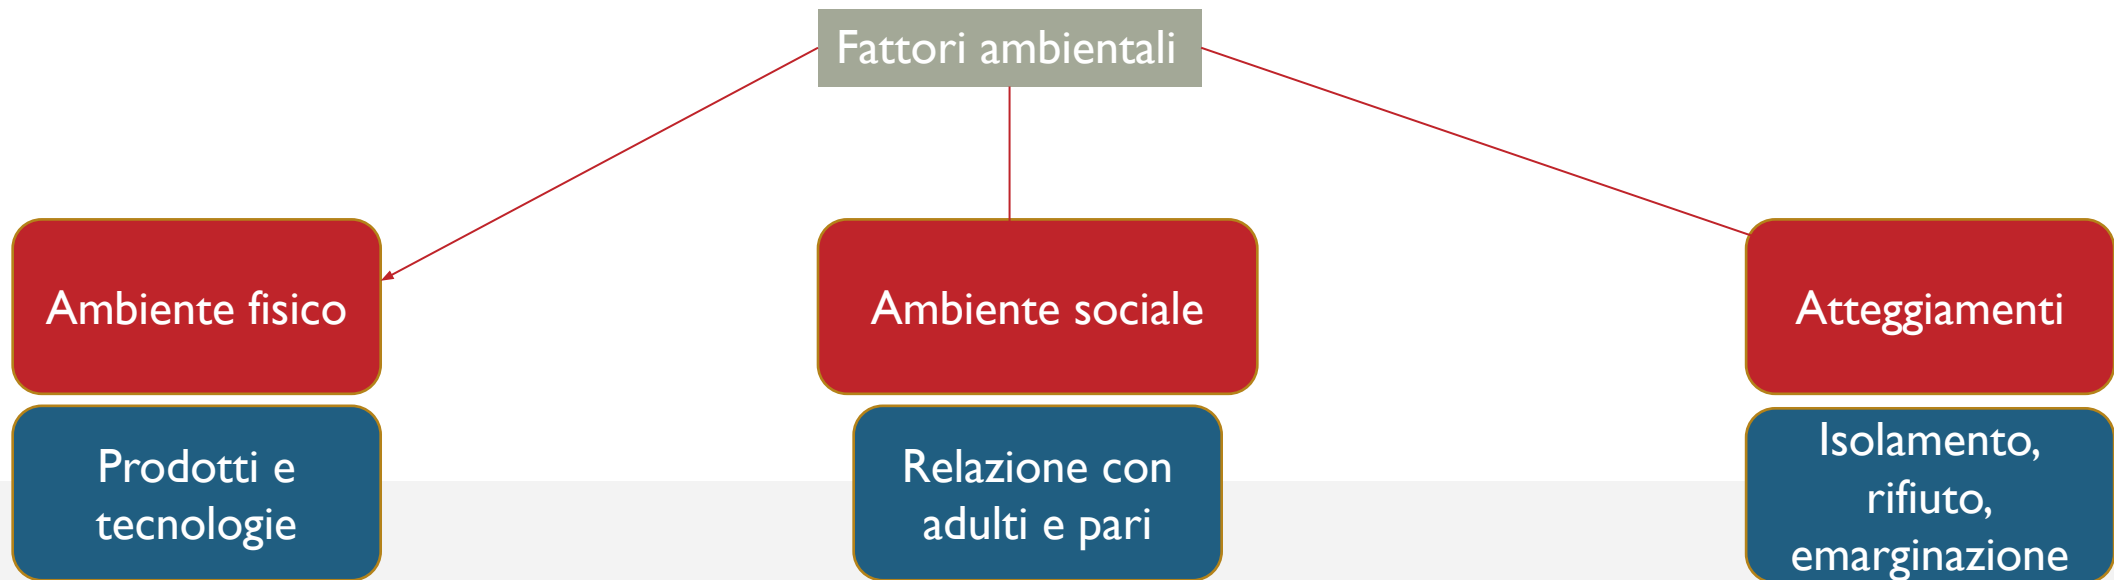 Fattori ambientali
Ambiente fisico
Ambiente sociale
Atteggiamenti
Prodotti e
tecnologie
Relazione con
adulti e pari
Isolamento,
rifiuto,
emarginazione